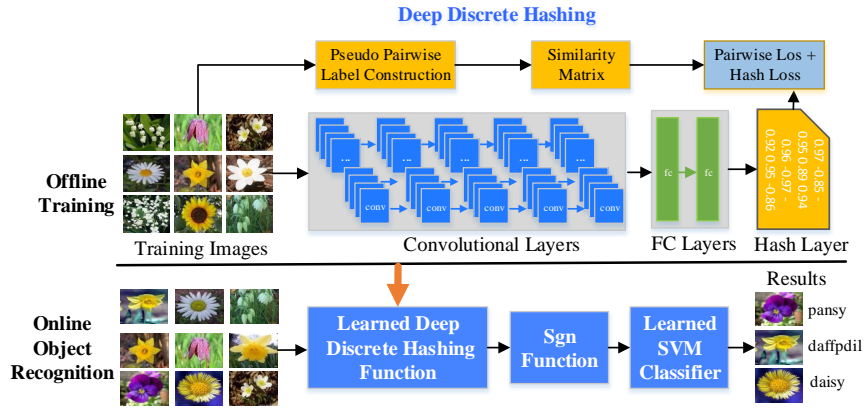 Deep Discrete Hashing
Pseudo Pairwise
Label Construction
Similarity
Matrix
Pairwise Los +
Hash Loss
Offline
Training
...
...
...
...
...
conv
conv
conv
conv
conv
fc
fc
0.97 -0.85 -
0.95 0.89 0.94
0.96 -0.97 -
0.92 0.95 -0.86
Training Images
Convolutional Layers
FC Layers
Hash Layer
Results
Online
Object
Recognition
Learned Deep
Discrete Hashing
Function
Sgn
Function
Learned
SVM
Classifier
pansy
daffpdil
daisy